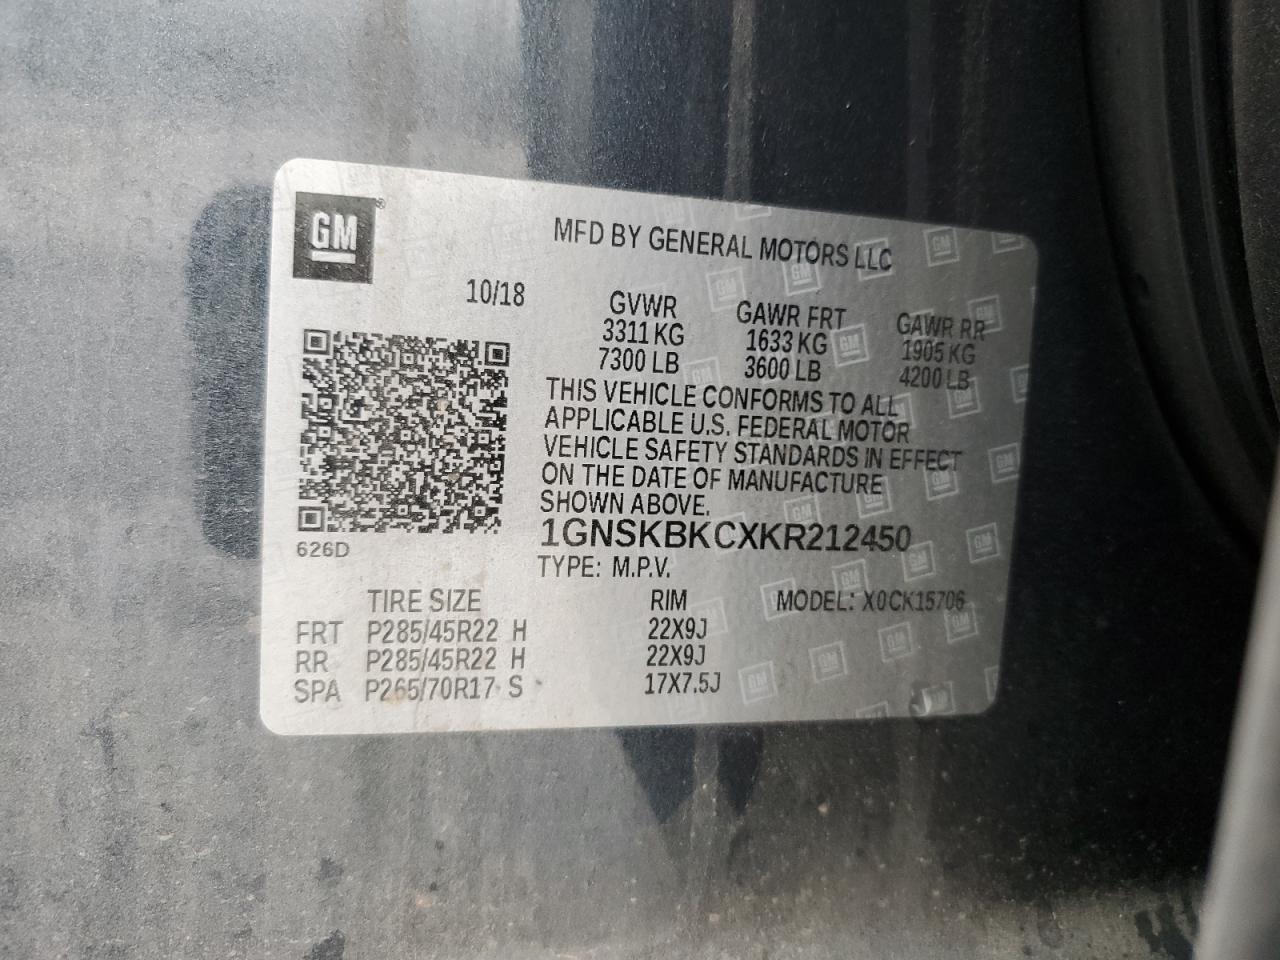 GM
MFD BY GENERAL MOTORS LLC
10/18
GVWR GAWR FRT GAWR RR
3311 KG 1633 KG 1905 KG
7300 LB 3600 LB 4200 LB
THIS VEHICLE CONFORMS TO ALL
APPLICABLE U.S. FEDERAL MOTOR
VEHICLE SAFETY STANDARDS IN EFFECT
ON THE DATE OF MANUFACTURE
SHOWN ABOVE.
626D
1GNSKBKCXKR212450
TYPE: M.P.V.
TIRE SIZE RIM MODEL: X0CK15706
FRT P285/45R22 H 22X9J
RR P285/45R22 H 22X9J
SPA P265/70R17 S 17X7.5J